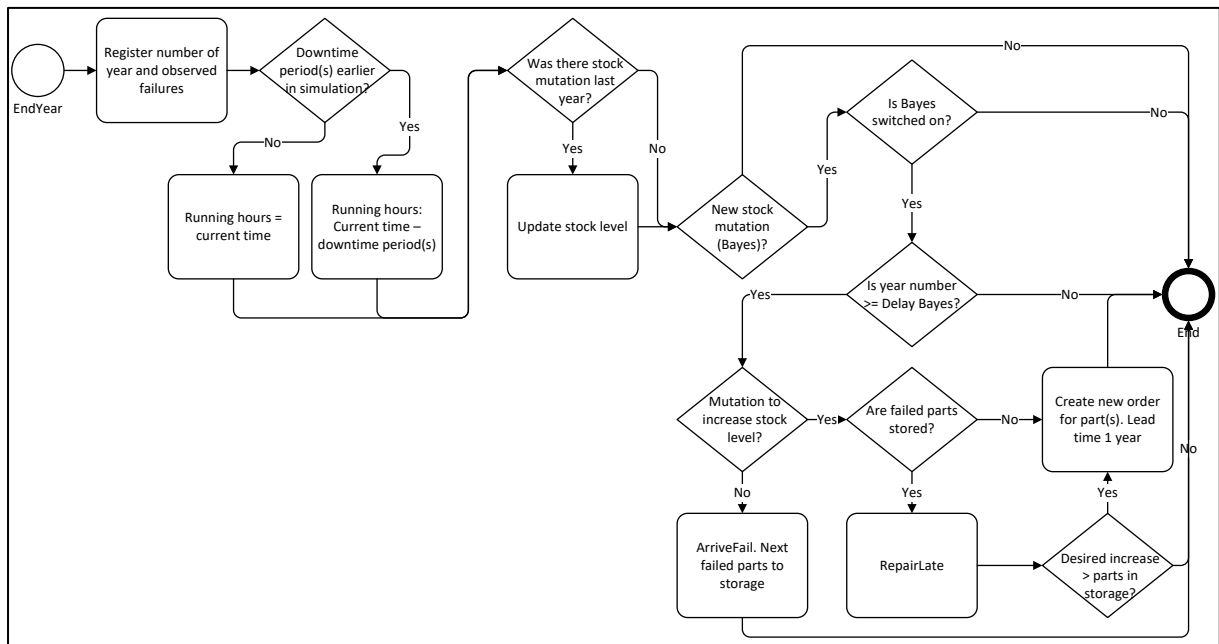 EndYear
Register number of
year and observed
failures
Downtime
period(s) earlier
in simulation?
No
Yes
Running hours =
current time
Running hours:
Current time –
downtime period(s)
Was there stock
mutation last
year?
Yes
No
Update stock level
New stock
mutation
(Bayes)?
No
Yes
Is Bayes
switched on?
No
Yes
Is year number
>= Delay Bayes?
Yes
No
End
Mutation to
increase stock
level?
Yes
No
Are failed parts
stored?
No
Yes
Create new order
for part(s). Lead
time 1 year
ArriveFail. Next
failed parts to
storage
RepairLate
Desired increase
> parts in
storage?
Yes
No